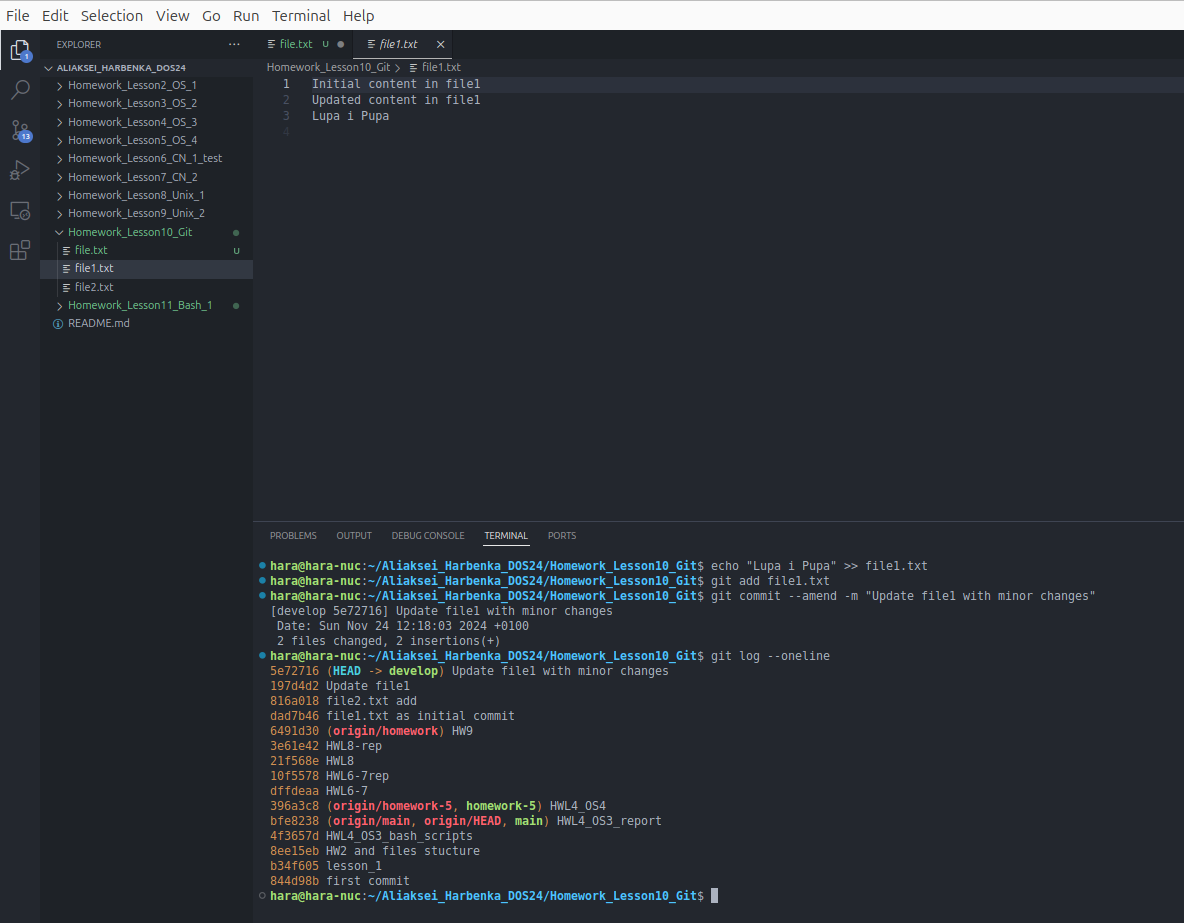 File Edit Selection View Go Run Terminal Help
EXPLORER ...
ALIAKSEI_HARBENKA_DOS24
Homework_Lesson2_OS_1
Homework_Lesson3_OS_2
Homework_Lesson4_OS_3
Homework_Lesson5_OS_4
Homework_Lesson6_CN_1_test
Homework_Lesson7_CN_2
Homework_Lesson8_Unix_1
Homework_Lesson9_Unix_2
Homework_Lesson10_Git
file.txt U
file1.txt
file2.txt
Homework_Lesson11_Bash_1
README.md
1
13
file.txt U file1.txt
Homework_Lesson10_Git > file1.txt
1 Initial content in file1
2 Updated content in file1
3 Lupa i Pupa
4
PROBLEMS OUTPUT DEBUG CONSOLE TERMINAL PORTS
hara@hara-nuc:~/Aliaksei_Harbenka_DOS24/Homework_Lesson10_Git$ echo "Lupa i Pupa" >> file1.txt
hara@hara-nuc:~/Aliaksei_Harbenka_DOS24/Homework_Lesson10_Git$ git add file1.txt
hara@hara-nuc:~/Aliaksei_Harbenka_DOS24/Homework_Lesson10_Git$ git commit --amend -m "Update file1 with minor changes"
[develop 5e72716] Update file1 with minor changes
Date: Sun Nov 24 12:18:03 2024 +0100
2 files changed, 2 insertions(+)
hara@hara-nuc:~/Aliaksei_Harbenka_DOS24/Homework_Lesson10_Git$ git log --oneline
5e72716 (HEAD -> develop) Update file1 with minor changes
197d4d2 Update file1
816a018 file2.txt add
dad7b46 file1.txt as initial commit
6491d30 (origin/homework) HW9
3e61e42 HWL8-rep
21f568e HWL8
10f5578 HWL6-7rep
dffdeaa HWL6-7
396a3c8 (origin/homework-5, homework-5) HWL4_OS4
bfe8238 (origin/main, origin/HEAD, main) HWL4_OS3_report
4f3657d HWL4_OS3_bash_scripts
8ee15eb HW2 and files stucture
b34f605 lesson_1
844d98b first commit
hara@hara-nuc:~/Aliaksei_Harbenka_DOS24/Homework_Lesson10_Git$